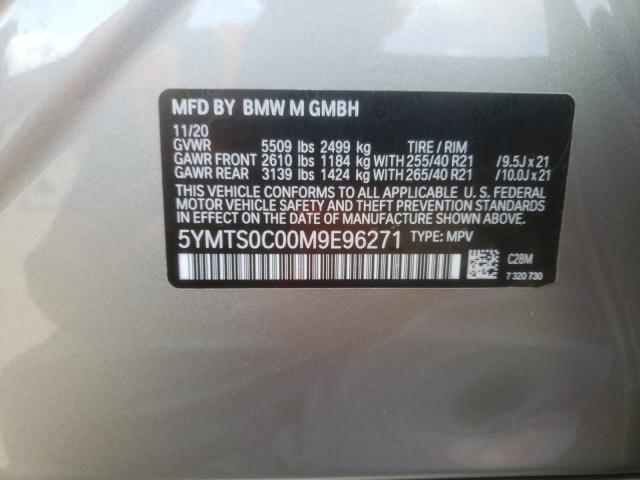 MFD BY BMW M GMBH
11/20
GVWR 5509 lbs 2499 kg TIRE / RIM
GAWR FRONT 2610 lbs 1184 kg WITH 255/40 R21 /9.5J x 21
GAWR REAR 3139 lbs 1424 kg WITH 265/40 R21 /10.0J x 21
THIS VEHICLE CONFORMS TO ALL APPLICABLE U. S. FEDERAL
MOTOR VEHICLE SAFETY, BUMPER, AND THEFT PREVENTION
STANDARDS IN EFFECT ON THE DATE OF MANUFACTURE SHOWN ABOVE.
5YMTS0C00M9E96271 TYPE: MPV
C28M
7 320 730